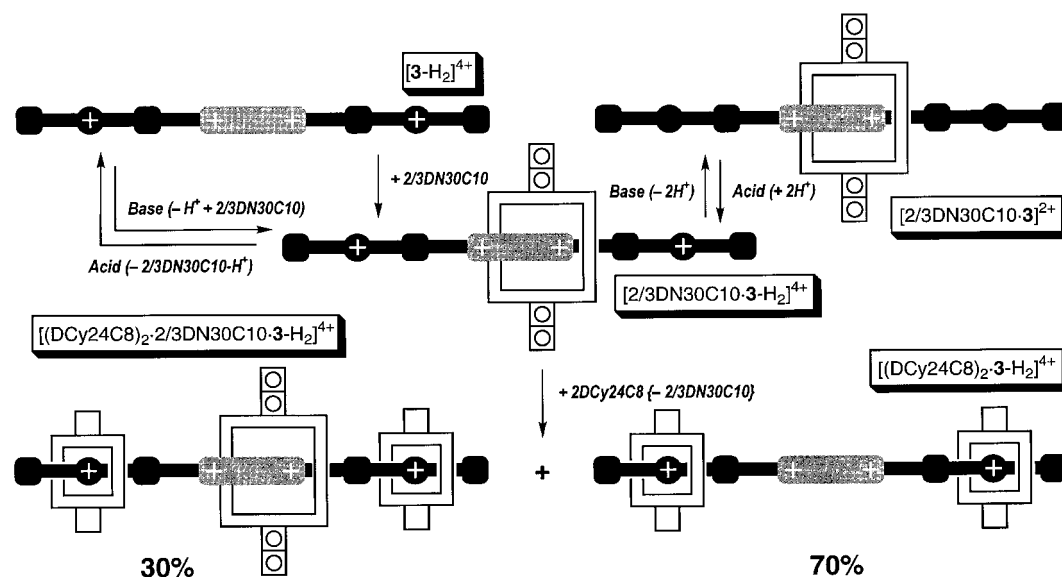 [3-H₂]⁴⁺
+ 2/3DN30C10
Base (– H⁺ + 2/3DN30C10)
Acid (– 2/3DN30C10-H⁺)
Base (– 2H⁺)
Acid (+ 2H⁺)
[2/3DN30C10·3]²⁺
[2/3DN30C10·3-H₂]⁴⁺
[(DCy24C8)₂·2/3DN30C10·3-H₂]⁴⁺
[(DCy24C8)₂·3-H₂]⁴⁺
+ 2DCy24C8 {– 2/3DN30C10}
+
30%
70%